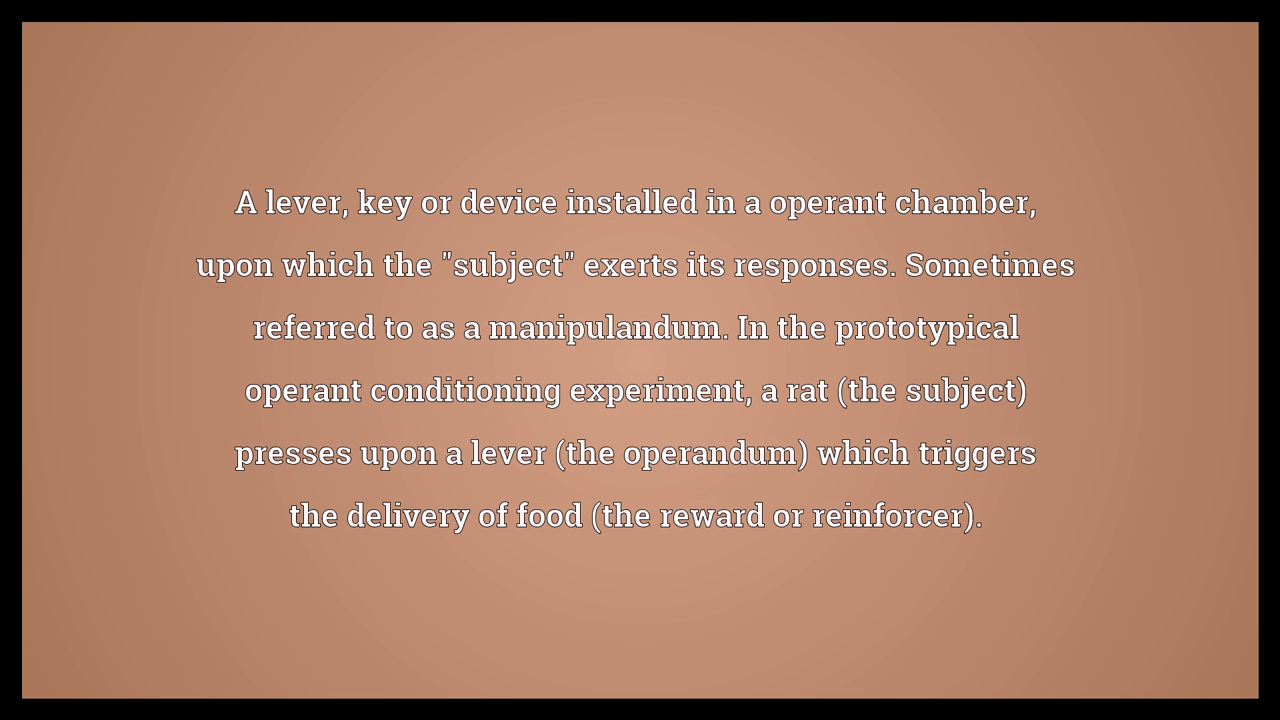 A lever, key or device installed in a operant chamber,
upon which the "subject" exerts its responses. Sometimes
referred to as a manipulandum. In the prototypical
operant conditioning experiment, a rat (the subject)
presses upon a lever (the operandum) which triggers
the delivery of food (the reward or reinforcer).